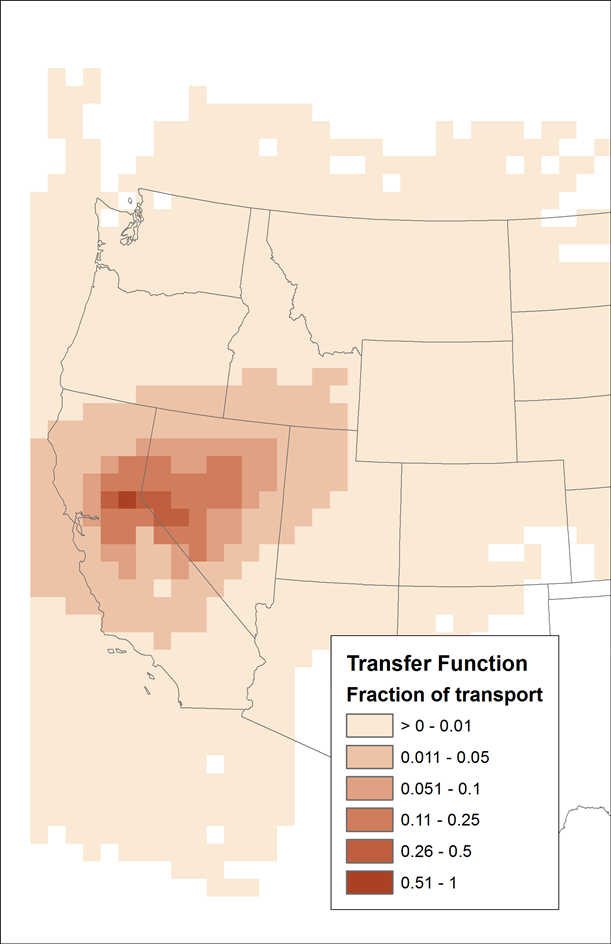 Transfer Function
Fraction of transport
> 0 - 0.01
0.011 - 0.05
0.051 - 0.1
0.11 - 0.25
0.26 - 0.5
0.51 - 1